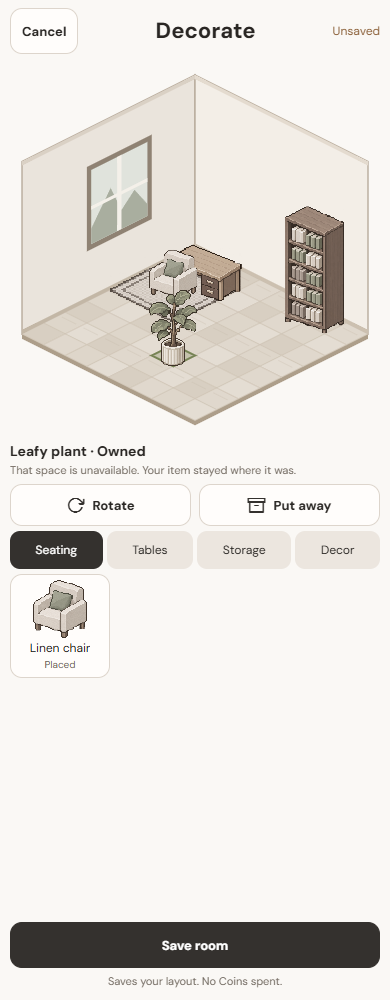 Cancel
Decorate
Unsaved
Leafy plant · Owned
That space is unavailable. Your item stayed where it was.
Rotate
Put away
Seating
Tables
Storage
Decor
Linen chair
Placed
Save room
Saves your layout. No Coins spent.